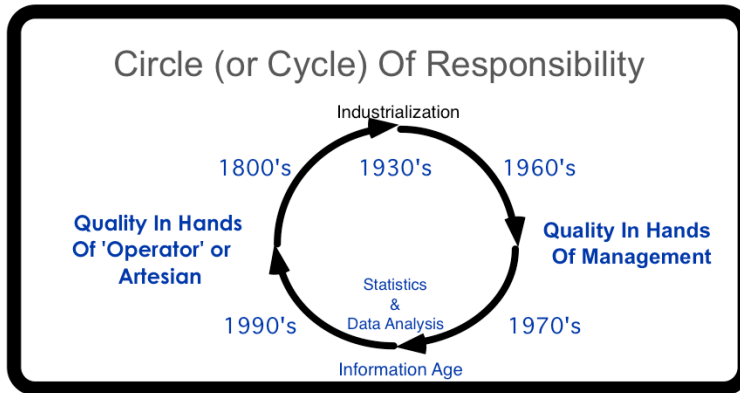 Circle (or Cycle) Of Responsibility
Industrialization
1800's
1930's
1960's
Quality In Hands
Of 'Operator' or
Artesian
Quality In Hands
Of Management
Statistics
&
Data Analysis
1990's
1970's
Information Age